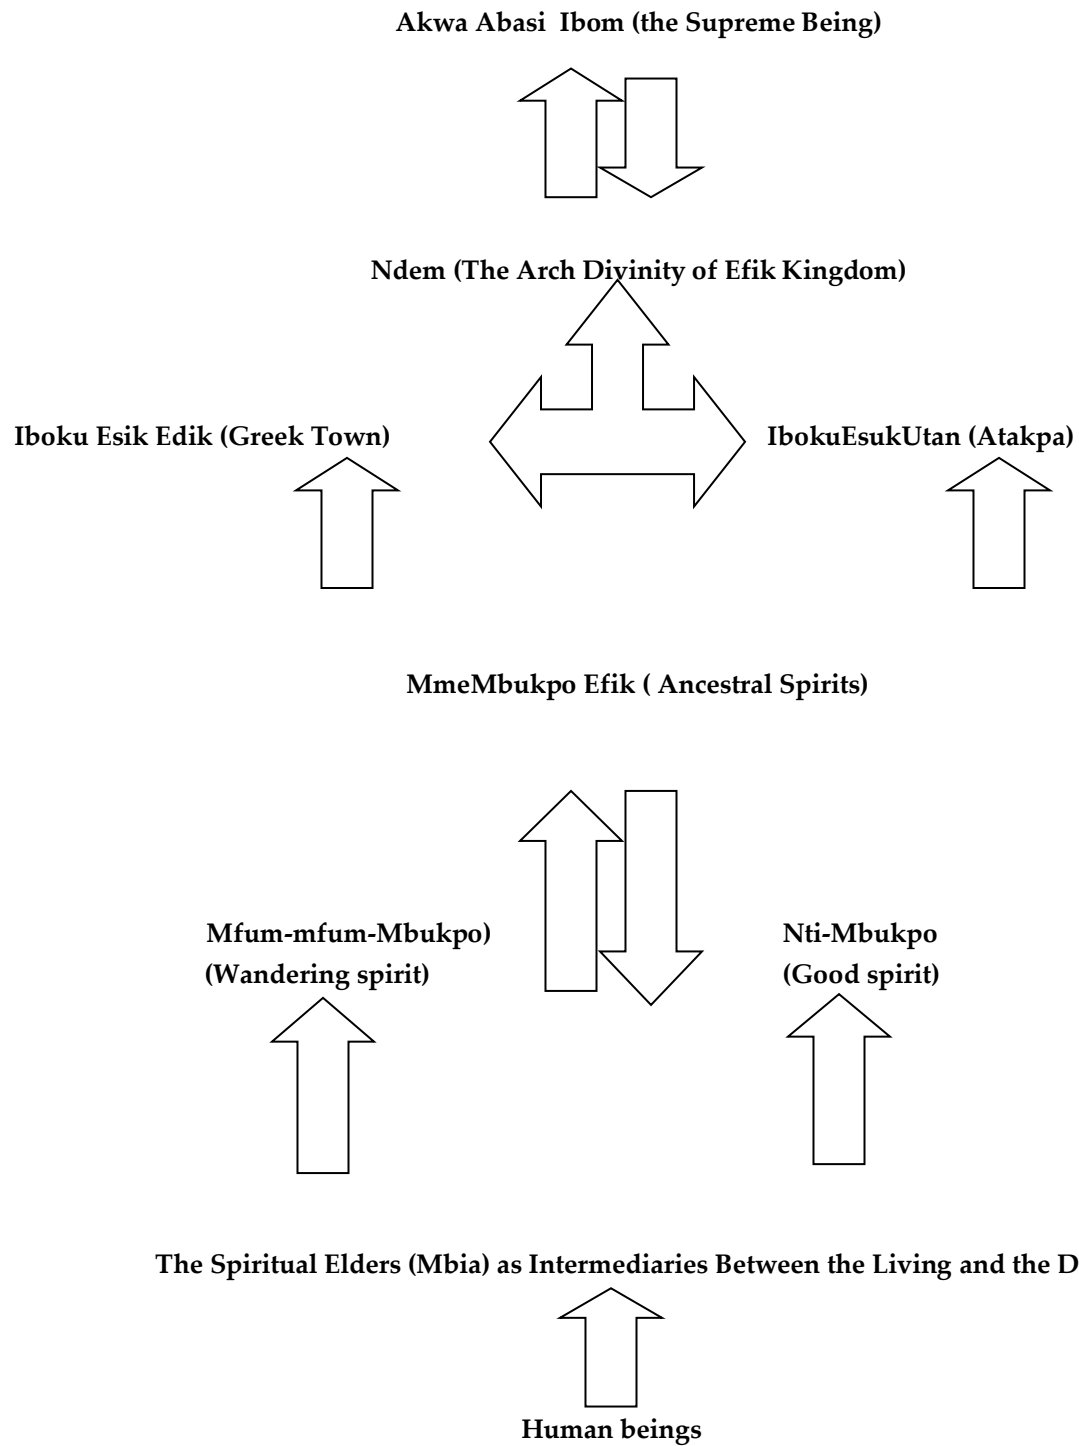 Akwa Abasi Ibom (the Supreme Being)
Ndem (The Arch Divinity of Efik Kingdom)
Iboku Esik Edik (Greek Town)
IbokuEsukUtan (Atakpa)
MmeMbukpo Efik ( Ancestral Spirits)
Mfum-mfum-Mbukpo)
(Wandering spirit)
Nti-Mbukpo
(Good spirit)
The Spiritual Elders (Mbia) as Intermediaries Between the Living and the D
Human beings